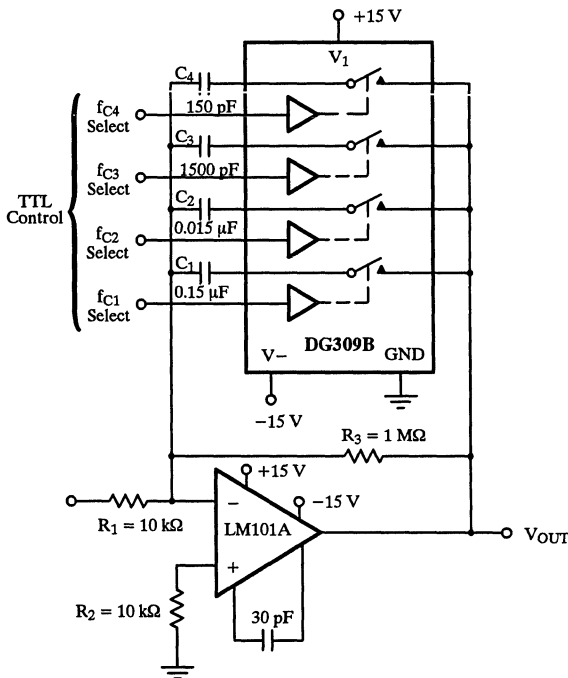 +15 V
V1
C4
150 pF
fC4
Select
C3
1500 pF
fC3
Select
TTL
Control
C2
0.015 µF
fC2
Select
C1
0.15 µF
fC1
Select
DG309B
V−
GND
−15 V
R3 = 1 MΩ
+15 V
−15 V
−
LM101A
+
R1 = 10 kΩ
VOUT
R2 = 10 kΩ
30 pF